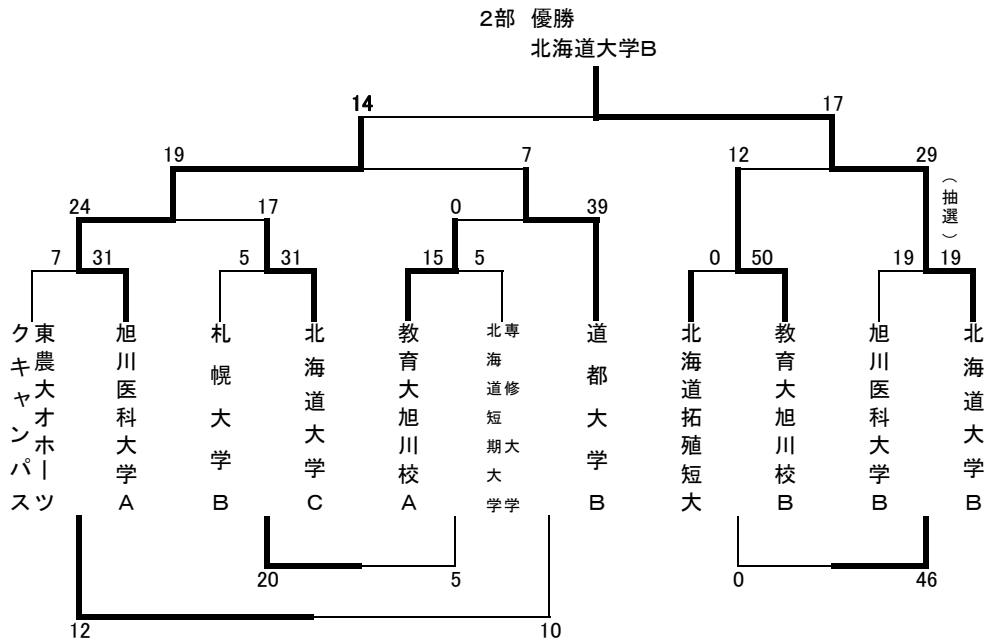 2部 優勝
北海道大学B
14
17
19
7
12
29
(抽選)
24
17
0
39
7
31
5
31
15
5
0
50
19
19
東農大オホーツ
クキャンパス
旭川医科大学A
札幌大学B
北海道大学C
教育大旭川校A
専修大学
北海道短期大学
道都大学B
北海道拓殖短大
教育大旭川校B
旭川医科大学B
北海道大学B
20
5
0
46
12
10